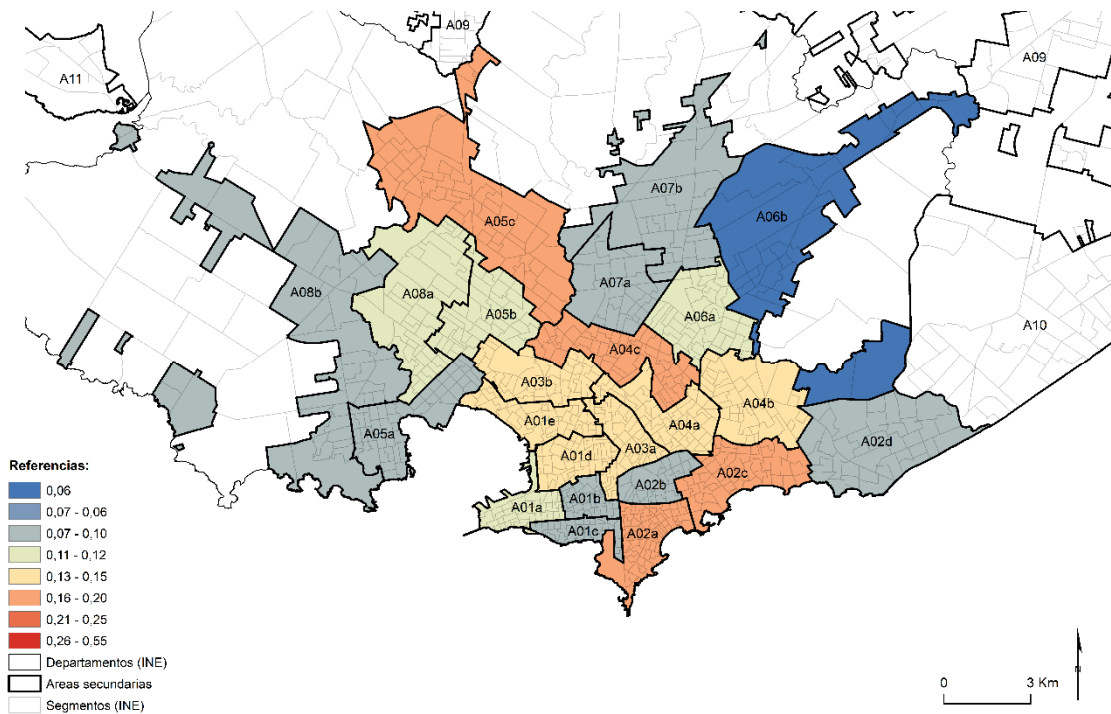 A09
A11
A09
A07b
A06b
A05c
A08b
A08a
A07a
A05b
A06a
A10
A04c
A03b
A04b
A01e
A04a
A05a
A03a
A02d
A01d
A02c
A02b
A01b
A01a
A01c
A02a
Referencias:
0,06
0,07 - 0,06
0,07 - 0,10
0,11 - 0,12
0,13 - 0,15
0,16 - 0,20
0,21 - 0,25
0,26 - 0,55
Departamentos (INE)
Areas secundarias
Segmentos (INE)
0 3 Km
N